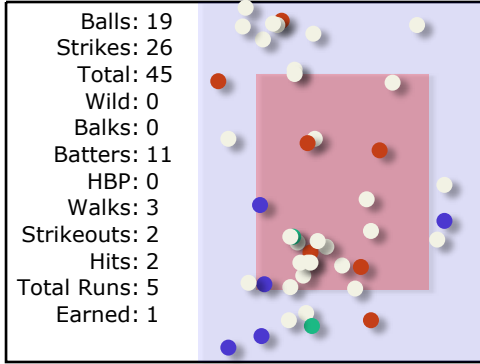 Balls: 19
Strikes: 26
Total: 45
Wild: 0
Balks: 0
Batters: 11
HBP: 0
Walks: 3
Strikeouts: 2
Hits: 2
Total Runs: 5
Earned: 1